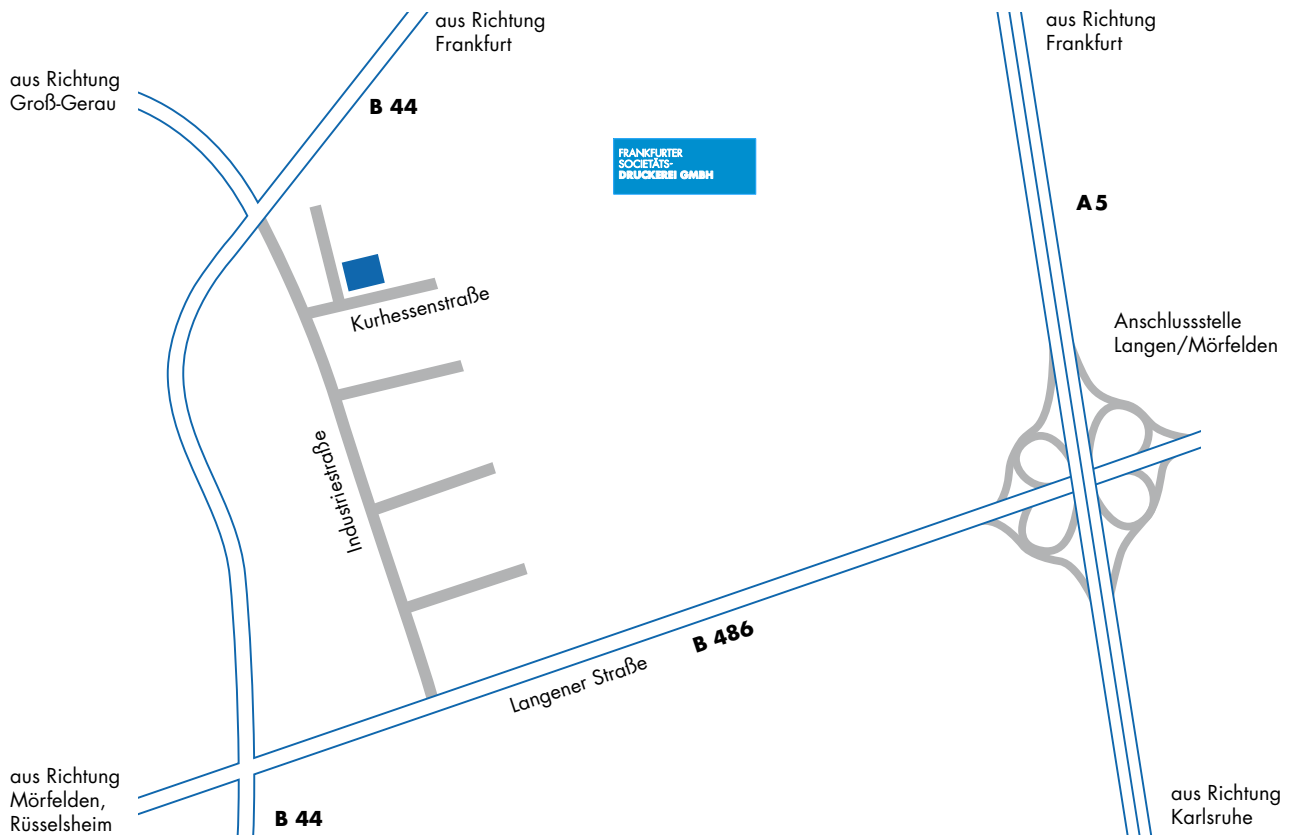 aus Richtung
Frankfurt
aus Richtung
Frankfurt
aus Richtung
Groß-Gerau
B 44
FRANKFURTER
SOCIETÄTS-
DRUCKEREI GMBH
A 5
Kurhessenstraße
Anschlussstelle
Langen/Mörfelden
Industriestraße
B 486
Langener Straße
aus Richtung
Mörfelden,
Rüsselsheim
B 44
aus Richtung
Karlsruhe